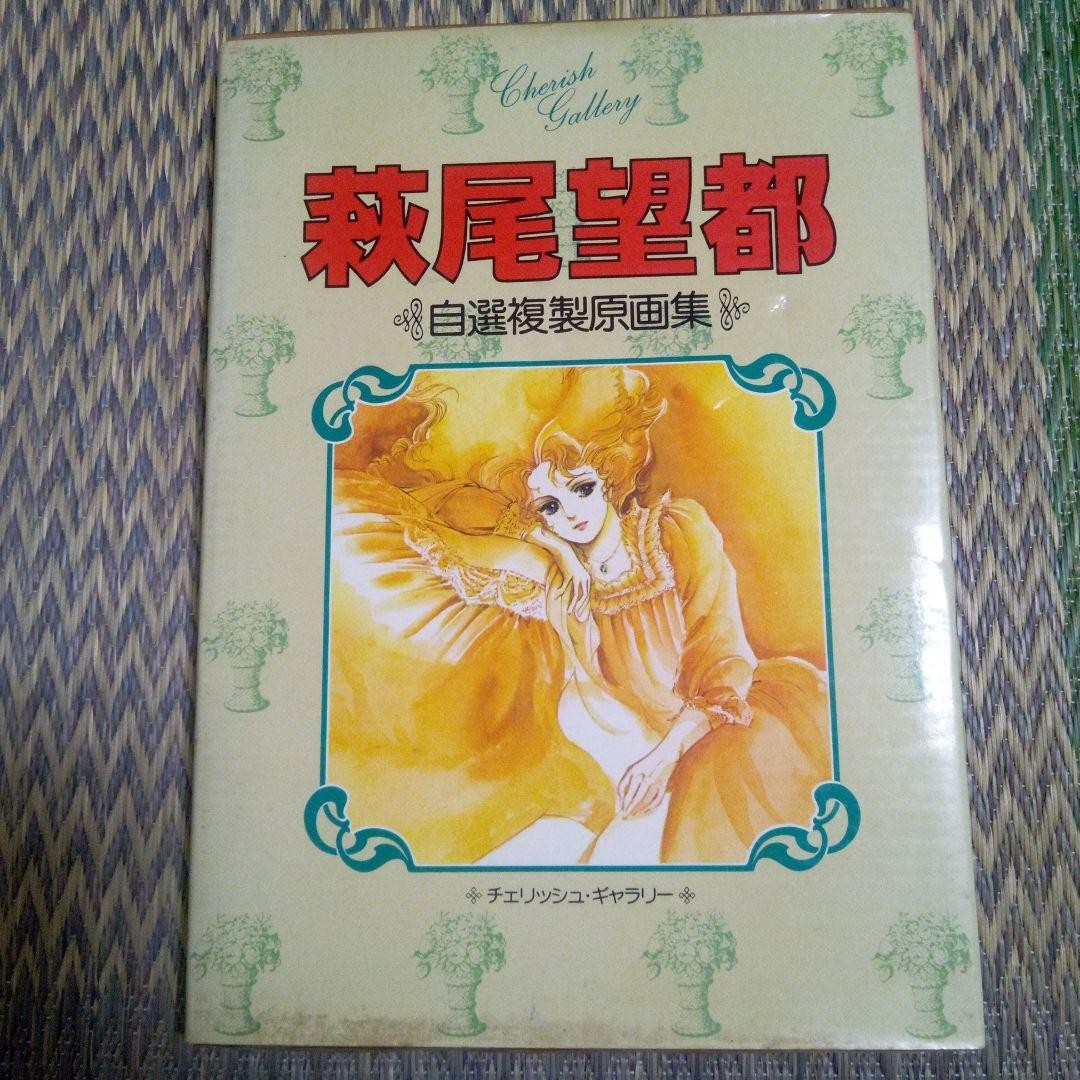 Cherish
Gallery
萩尾望都
自選複製原画集
チェリッシュ・ギャラリー